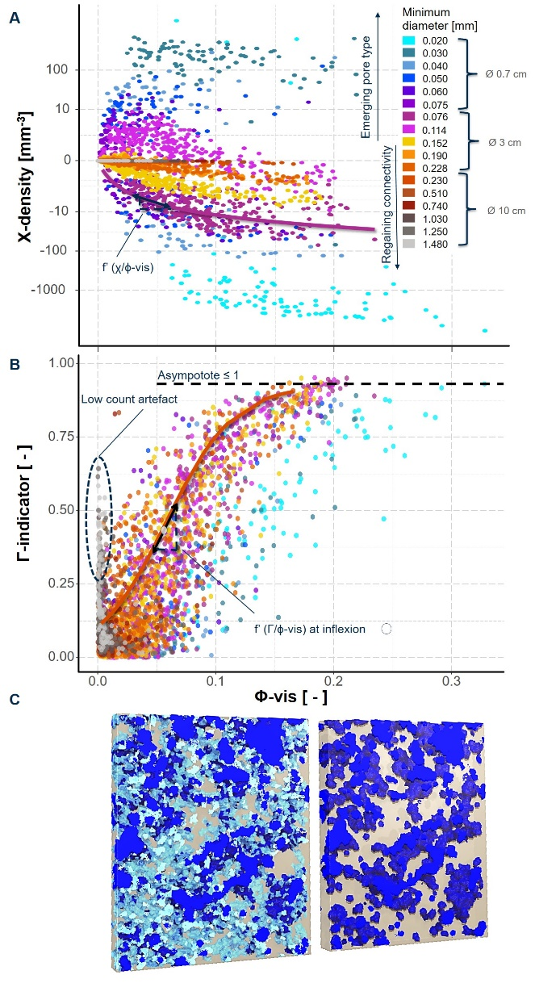 A
X-density [mm⁻³]
100
10
0
-10
-100
-1000
Emerging pore type
Regaining connectivity
f' (χ/ϕ-vis)
Minimum
diameter [mm]
0.020
0.030
0.040
0.050
0.060
0.075
0.076
0.114
0.152
0.190
0.228
0.230
0.510
0.740
1.030
1.250
1.480
Ø 0.7 cm
Ø 3 cm
Ø 10 cm
B
Γ-indicator [ - ]
1.00
0.75
0.50
0.25
0.00
Asympotote ≤ 1
Low count artefact
f' (Γ/ϕ-vis) at inflexion
0.0
0.1
0.2
0.3
Φ-vis [ - ]
C